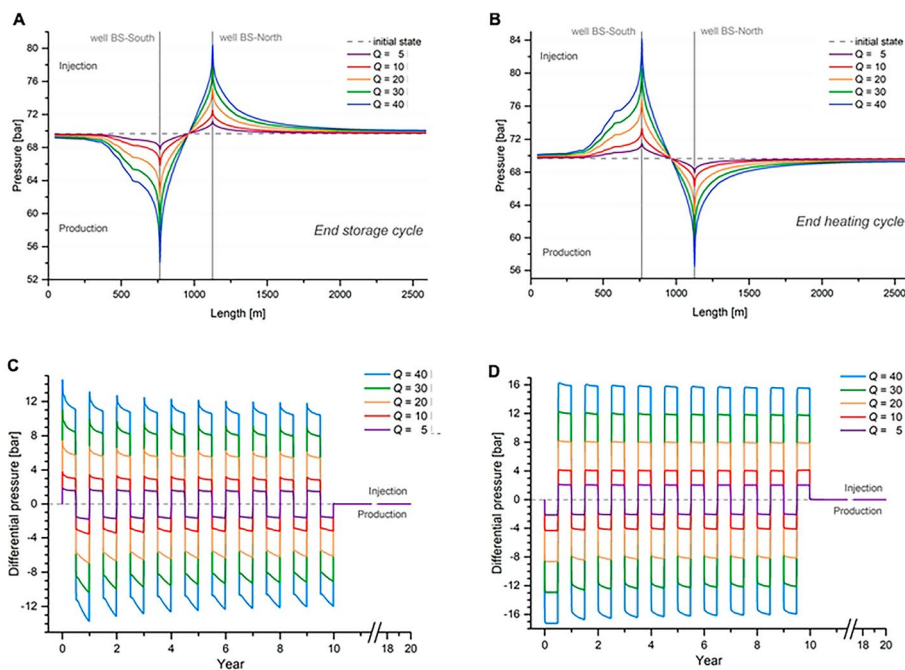 A
well BS-South
well BS-North
initial state
Q = 5
Q = 10
Q = 20
Q = 30
Q = 40
Injection
Production
End storage cycle
Pressure [bar]
80
76
72
68
64
60
56
52
0
500
1000
1500
2000
2500
Length [m]
B
well BS-South
well BS-North
initial state
Q = 5
Q = 10
Q = 20
Q = 30
Q = 40
Injection
Production
End heating cycle
Pressure [bar]
84
80
76
72
68
64
60
56
0
500
1000
1500
2000
2500
Length [m]
C
Q = 40
Q = 30
Q = 20
Q = 10
Q = 5
Injection
Production
Differential pressure [bar]
12
8
4
0
-4
-8
-12
0
1
2
3
4
5
6
7
8
9
10
18
20
Year
D
Q = 40
Q = 30
Q = 20
Q = 10
Q = 5
Injection
Production
Differential pressure [bar]
16
12
8
4
0
-4
-8
-12
-16
0
2
4
6
8
10
18
20
Year